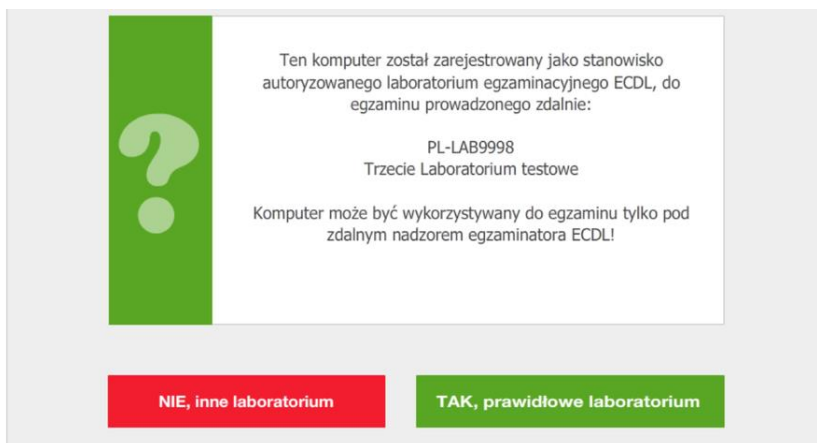 Ten komputer został zarejestrowany jako stanowisko
autoryzowanego laboratorium egzaminacyjnego ECDL, do
egzaminu prowadzonego zdalnie:
PL-LAB9998
Trzecie Laboratorium testowe
Komputer może być wykorzystywany do egzaminu tylko pod
zdalnym nadzorem egzaminatora ECDL!
?
NIE, inne laboratorium
TAK, prawidłowe laboratorium